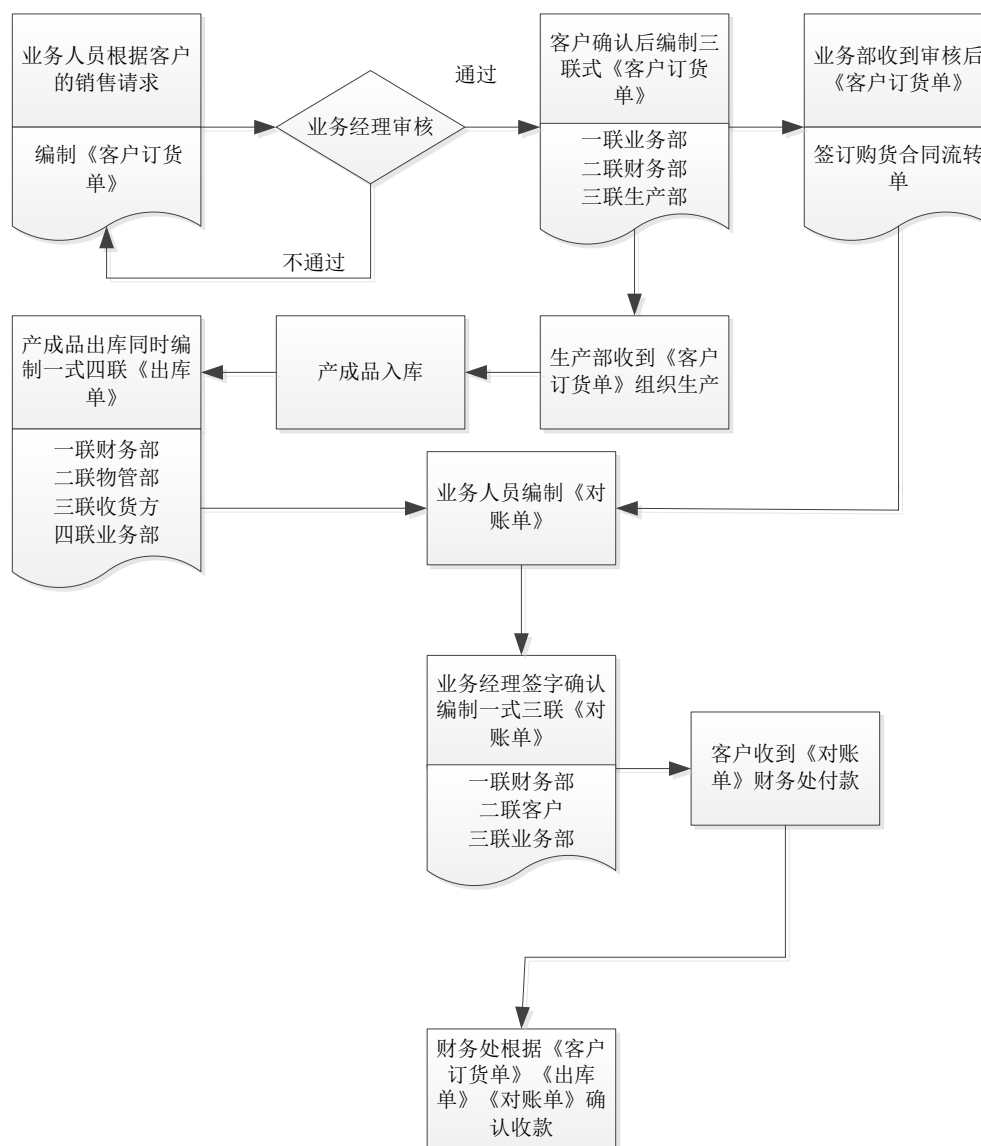 业务人员根据客户
的销售请求
编制《客户订货
单》
业务经理审核
通过
不通过
客户确认后编制三
联式《客户订货
单》
一联业务部
二联财务部
三联生产部
业务部收到审核后
《客户订货单》
签订购货合同流转
单
产成品出库同时编
制一式四联《出库
单》
一联财务部
二联物管部
三联收货方
四联业务部
产成品入库
生产部收到《客户
订货单》组织生产
业务人员编制《对
账单》
业务经理签字确认
编制一式三联《对
账单》
一联财务部
二联客户
三联业务部
客户收到《对账
单》财务处付款
财务处根据《客户
订货单》《出库
单》《对账单》确
认收款